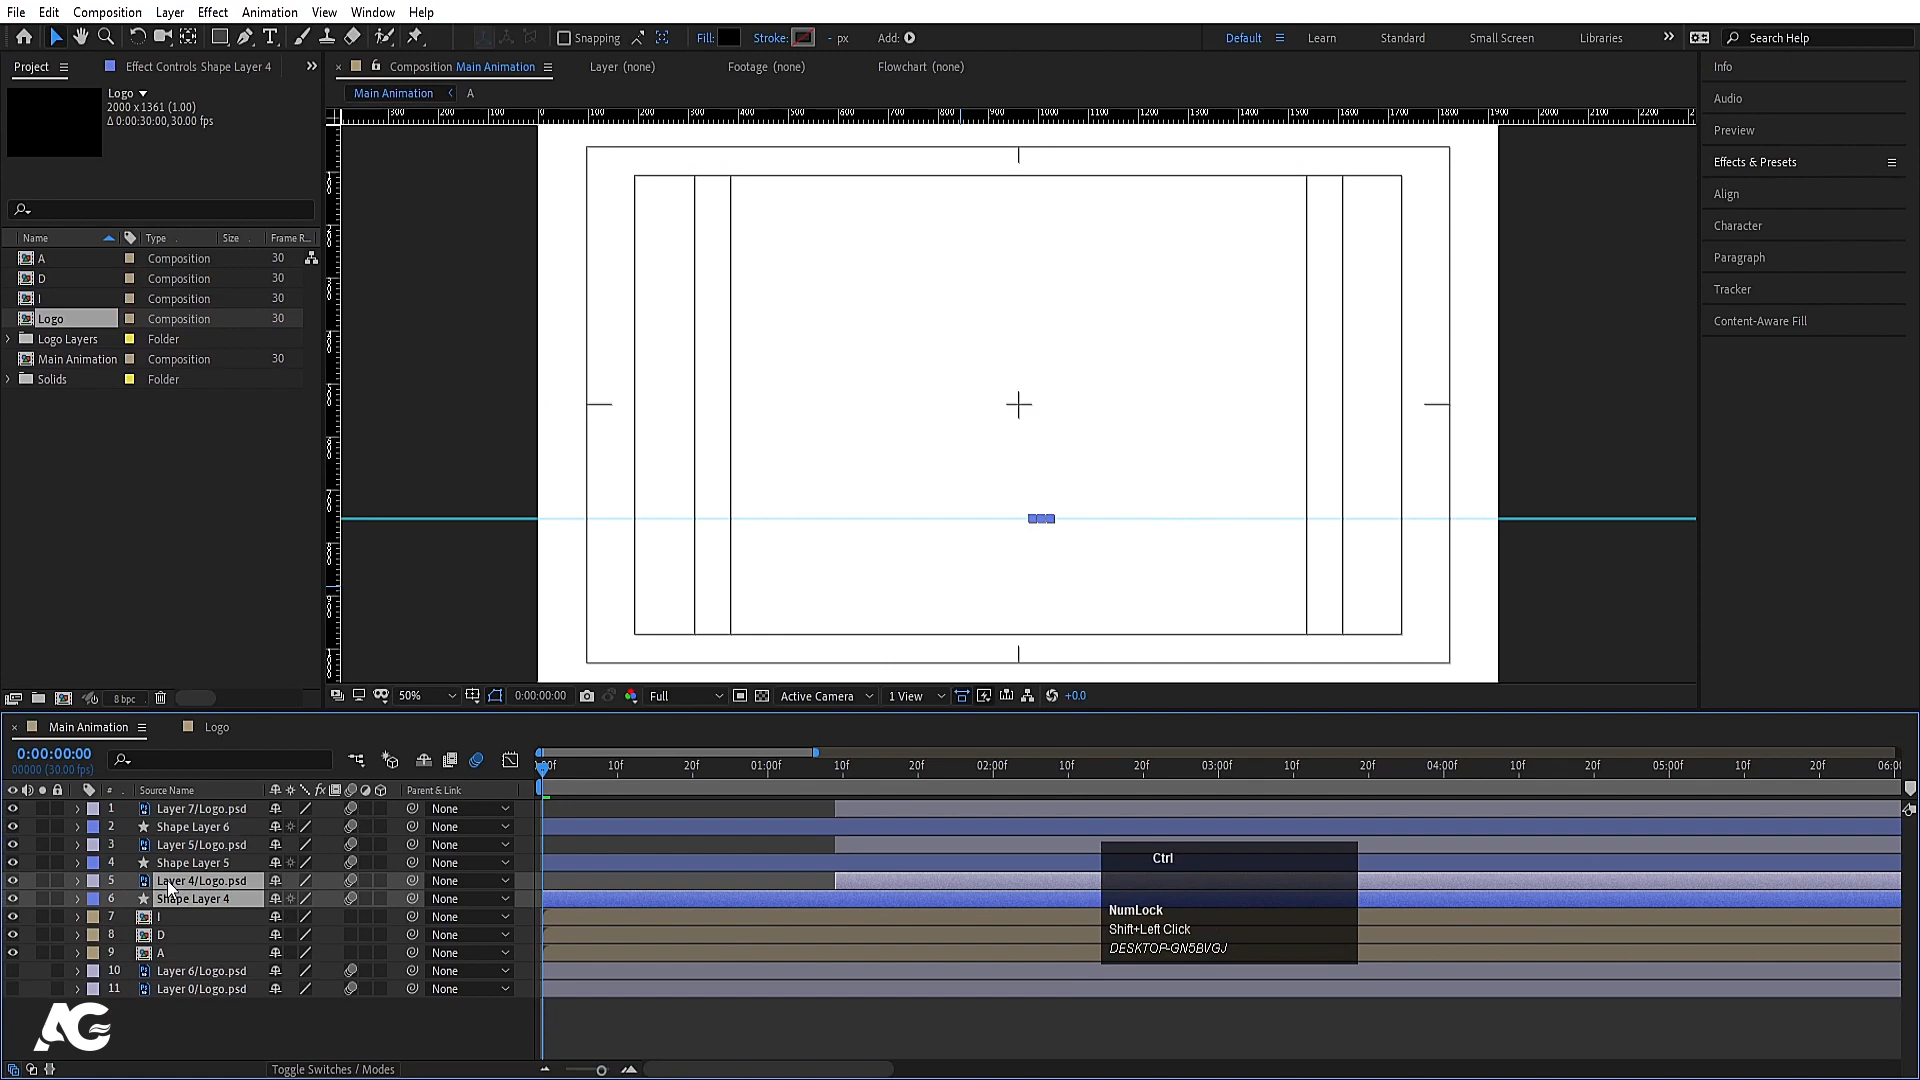 File Edit Composition Layer Effect Animation View Window Help
Snapping Fill: Stroke: - px Add: Default Learn Standard Small Screen Libraries Search Help
Project Effect Controls Shape Layer 4 Composition Main Animation Layer (none) Footage (none) Flowchart (none)
Main Animation A
Logo
2000 x 1361 (1.00)
Δ 0:00:30:00, 30.00 fps
Name Type Size Frame R...
A Composition 30
D Composition 30
I Composition 30
Logo Composition 30
Logo Layers Folder
Main Animation Composition 30
Solids Folder
Info
Audio
Preview
Effects & Presets
Align
Character
Paragraph
Tracker
Content-Aware Fill
8 bpc 50% 0:00:00:00 Full Active Camera 1 View +0.0
Main Animation Logo
0:00:00:00
00000 (30.00 fps)
10f 20f 01:00f 10f 20f 02:00f 10f 20f 03:00f 10f 20f 04:00f 10f 20f 05:00f 10f 20f
# Source Name fx Parent & Link
1 Layer 7/Logo.psd None
2 Shape Layer 6 None
3 Layer 5/Logo.psd None
4 Shape Layer 5 None
5 Layer 4/Logo.psd None
6 Shape Layer 4 None
7 I None
8 D None
9 A None
10 Layer 6/Logo.psd None
11 Layer 0/Logo.psd None
Ctrl
NumLock
Shift+Left Click
DESKTOP-GN5BVGJ
AG
Toggle Switches / Modes